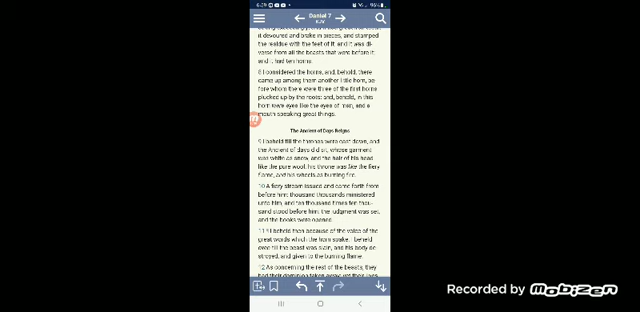 6:59
96%
Daniel 7
KJV
it devoured and brake in pieces, and stamped
the residue with the feet of it: and it was di-
verse from all the beasts that were before it;
and it had ten horns.
8 I considered the horns, and, behold, there
came up among them another little horn, be-
fore whom there were three of the first horns
plucked up by the roots: and, behold, in this
horn were eyes like the eyes of man, and a
mouth speaking great things.
The Ancient of Days Reigns
9 I beheld till the thrones were cast down, and
the Ancient of days did sit, whose garment
was white as snow, and the hair of his head
like the pure wool: his throne was like the fiery
flame, and his wheels as burning fire.
10 A fiery stream issued and came forth from
before him: thousand thousands ministered
unto him, and ten thousand times ten thou-
sand stood before him: the judgment was set,
and the books were opened.
11 I beheld then because of the voice of the
great words which the horn spake: I beheld
even till the beast was slain, and his body de-
stroyed, and given to the burning flame.
12 As concerning the rest of the beasts, they
had their dominion taken away: yet their lives
Recorded by Mobizen